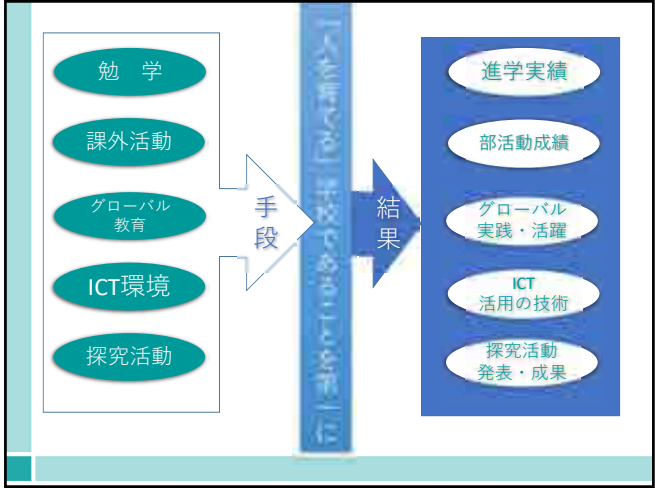 勉　学
課外活動
グローバル
教育
ICT環境
探究活動
手段
「人を育てる」学校であることを第一に
結果
進学実績
部活動成績
グローバル
実践・活躍
ICT
活用の技術
探究活動
発表・成果